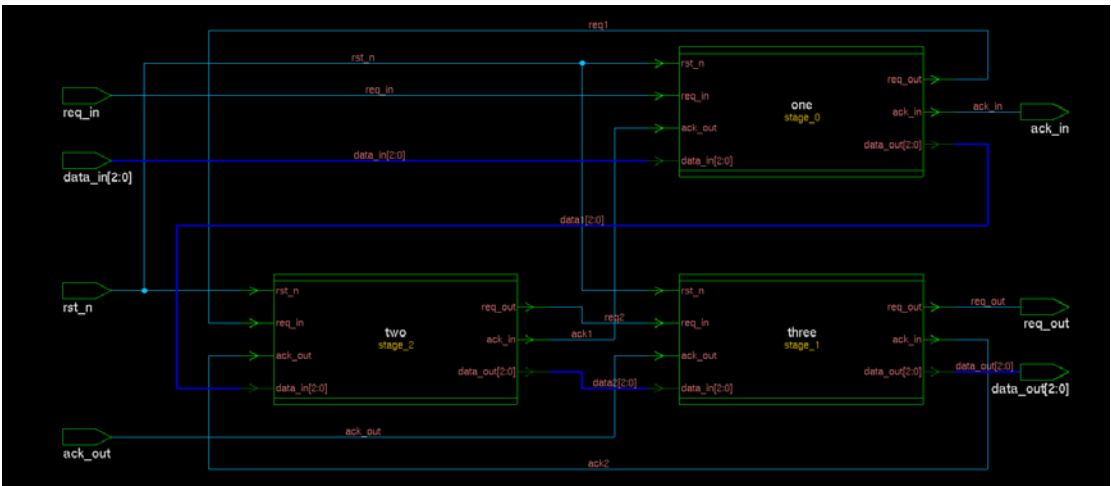 req1
rst_n
rst_n
req_out
req_in
req_in
req_in
one
stage_0
ack_in
ack_in
ack_in
ack_out
data_out[2:0]
data_in[2:0]
data_in[2:0]
data_in[2:0]
data1[2:0]
rst_n
rst_n
rst_n
req_out
req_out
req_out
req_out
req_in
req2
req_in
two
stage_2
ack_in
ack1
three
stage_1
ack_in
ack_out
ack_out
data_out[2:0]
data2[2:0]
data_out[2:0]
data_out[2:0]
data_out[2:0]
data_in[2:0]
data_in[2:0]
ack_out
ack_out
ack2